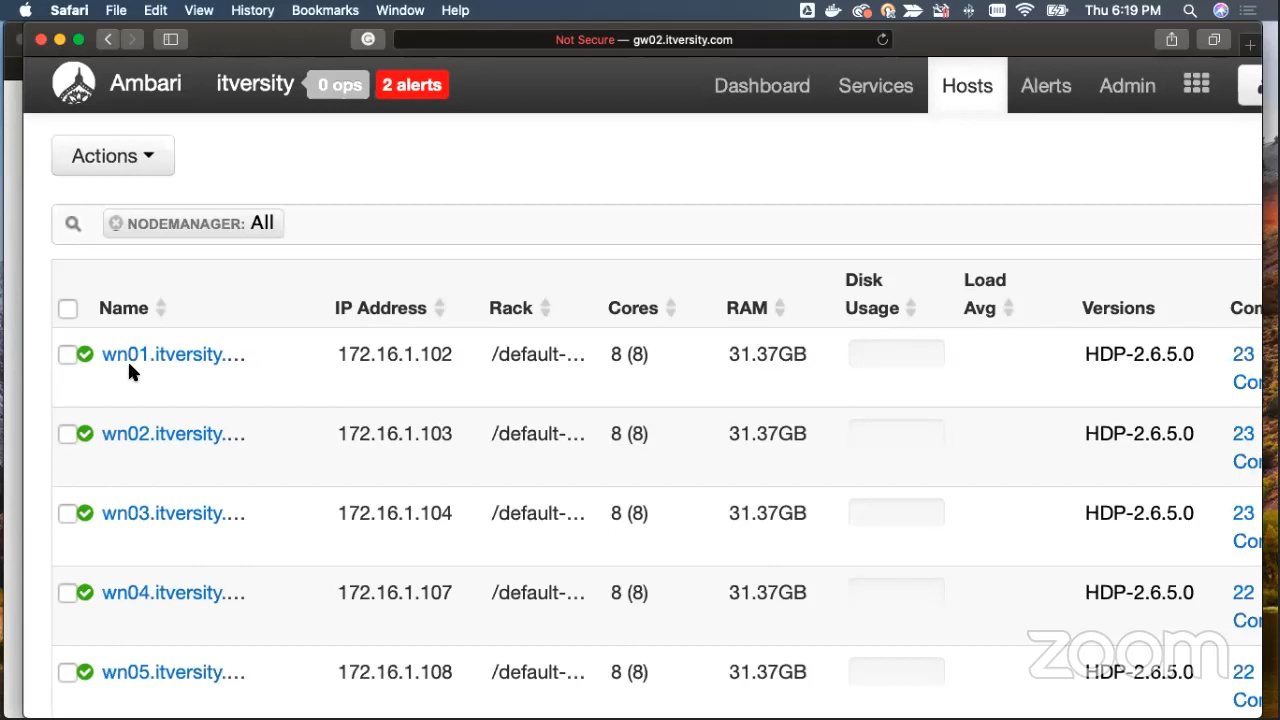 Safari File Edit View History Bookmarks Window Help Thu 6:19 PM
Not Secure — gw02.itversity.com
Ambari itversity 0 ops 2 alerts Dashboard Services Hosts Alerts Admin
Actions
NODEMANAGER: All
Name IP Address Rack Cores RAM Disk Usage Load Avg Versions Con
wn01.itversity.... 172.16.1.102 /default-... 8 (8) 31.37GB HDP-2.6.5.0 23
Con
wn02.itversity.... 172.16.1.103 /default-... 8 (8) 31.37GB HDP-2.6.5.0 23
Con
wn03.itversity.... 172.16.1.104 /default-... 8 (8) 31.37GB HDP-2.6.5.0 23
Con
wn04.itversity.... 172.16.1.107 /default-... 8 (8) 31.37GB HDP-2.6.5.0 22
Con
wn05.itversity.... 172.16.1.108 /default-... 8 (8) 31.37GB HDP-2.6.5.0 22
Con
zoom